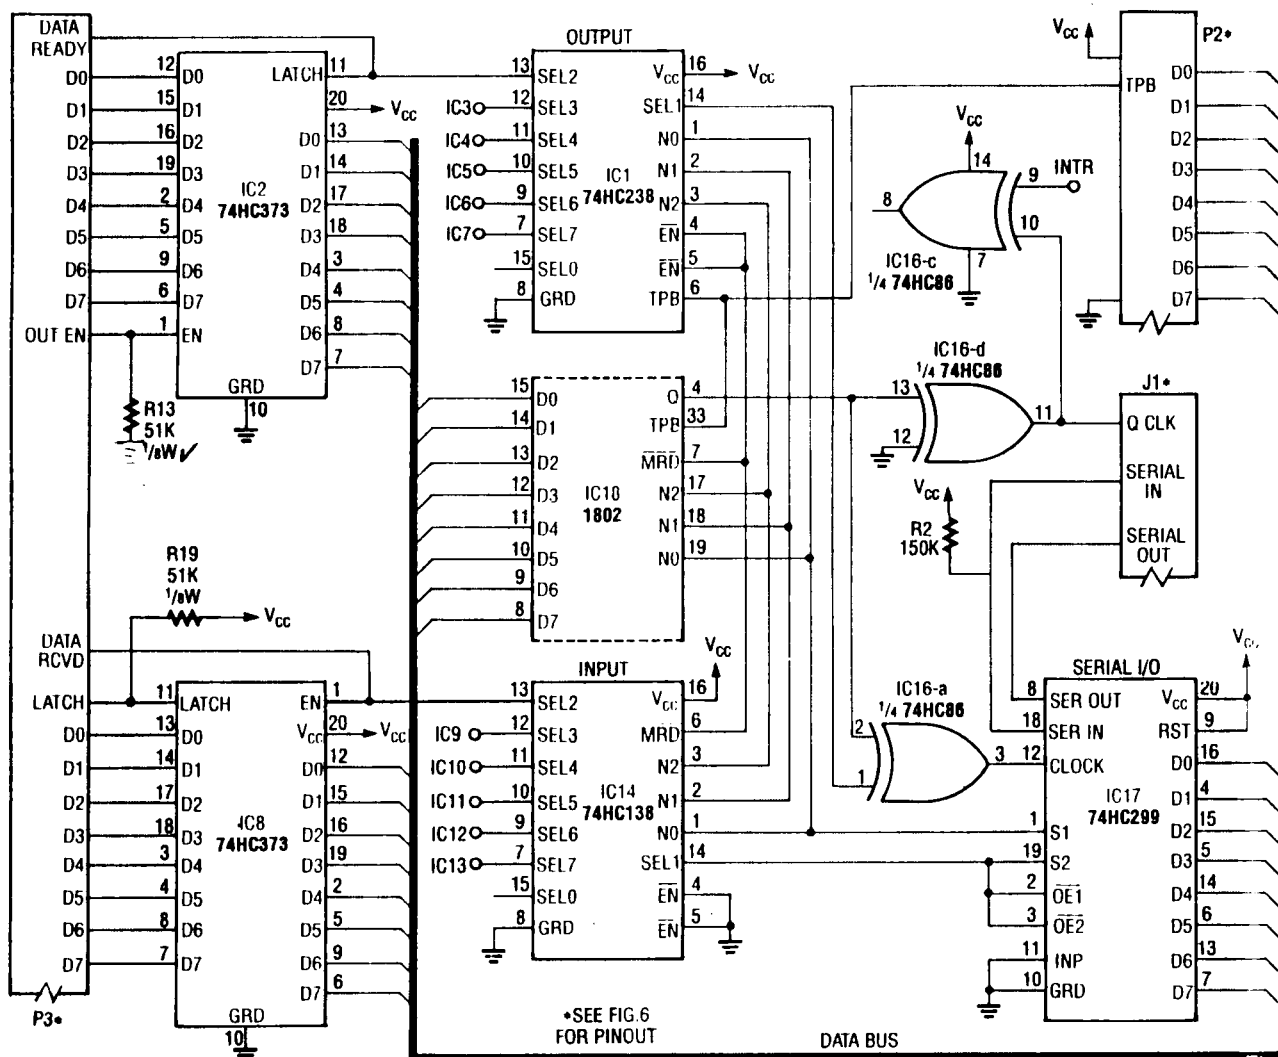 DATA
READY
D0
D1
D2
D3
D4
D5
D6
D7
OUT EN
R13
51K
1/8W
R19
51K
1/8W
VCC
DATA
RCVD
LATCH
D0
D1
D2
D3
D4
D5
D6
D7
P3*
12 D0
15 D1
16 D2
19 D3
2 D4
5 D5
9 D6
6 D7
1 EN
IC2
74HC373
LATCH 11
20 VCC
D0 13
D1 14
D2 17
D3 18
D4 3
D5 4
D6 8
D7 7
GRD
10
11 LATCH
13 D0
14 D1
17 D2
18 D3
3 D4
4 D5
8 D6
7 D7
IC8
74HC373
EN 1
VCC 20 VCC
D0 12
D1 15
D2 16
D3 19
D4 2
D5 5
D6 9
D7 6
GRD
10
OUTPUT
13 SEL2
IC3 12 SEL3
IC4 11 SEL4
IC5 10 SEL5
IC6 9 SEL6
IC7 7 SEL7
15 SEL0
8 GRD
IC1
74HC238
VCC 16 VCC
SEL1 14
N0 1
N1 2
N2 3
EN 4
EN 5
TPB 6
15 D0
14 D1
13 D2
12 D3
11 D4
10 D5
9 D6
8 D7
IC18
1802
Q 4
TPB 33
MRD 7
N2 17
N1 18
N0 19
INPUT
13 SEL2
IC9 12 SEL3
IC10 11 SEL4
IC11 10 SEL5
IC12 9 SEL6
IC13 7 SEL7
15 SEL0
8 GRD
IC14
74HC138
VCC
VCC 16
MRD 6
N2 3
N1 2
N0 1
SEL1 14
EN 4
EN 5
*SEE FIG.6
FOR PINOUT
DATA BUS
VCC
14
8
9 INTR
10
7
IC16-c
1/4 74HC86
IC16-d
1/4 74HC86
13
12
11
VCC
R2
150K
IC16-a
1/4 74HC86
2
1
3
VCC
P2*
TPB
D0
D1
D2
D3
D4
D5
D6
D7
J1*
Q CLK
SERIAL
IN
SERIAL
OUT
SERIAL I/O
VCC
8 SER OUT
18 SER IN
12 CLOCK
1 S1
19 S2
2 OE1
3 OE2
11 INP
10 GRD
IC17
74HC299
VCC 20
RST 9
D0 16
D1 4
D2 15
D3 5
D4 14
D5 6
D6 13
D7 7